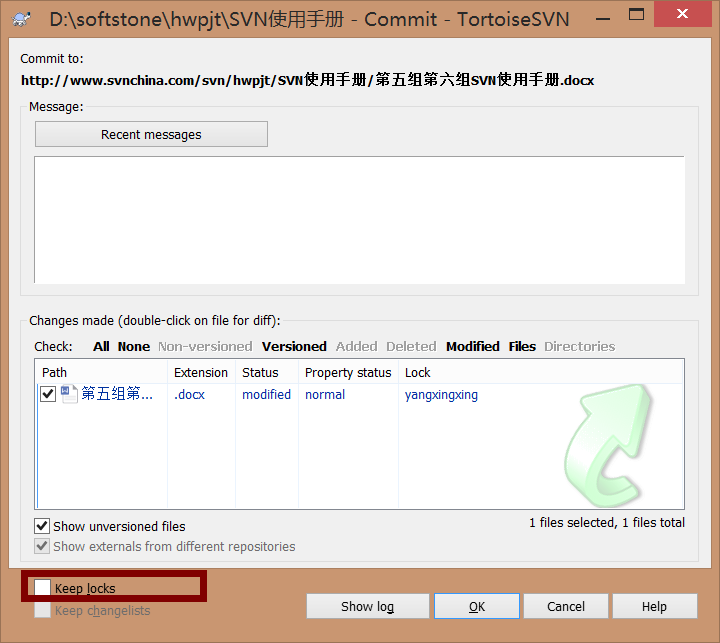 D:\softstone\hwpjt\SVN使用手册 - Commit - TortoiseSVN
Commit to:
http://www.svnchina.com/svn/hwpjt/SVN使用手册/第五组第六组SVN使用手册.docx
Message:
Recent messages
Changes made (double-click on file for diff):
Check: All None Non-versioned Versioned Added Deleted Modified Files Directories
Path Extension Status Property status Lock
第五组第... .docx modified normal yangxingxing
Show unversioned files 1 files selected, 1 files total
Show externals from different repositories
Keep locks
Keep changelists
Show log OK Cancel Help